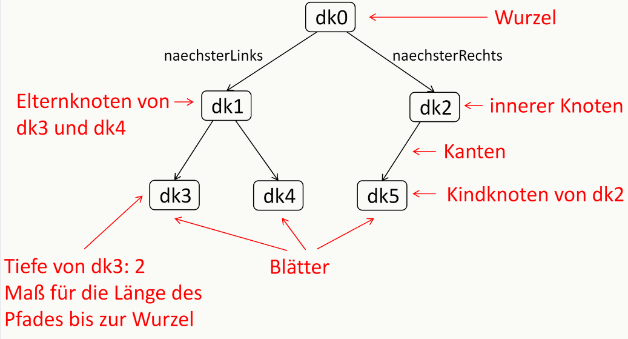 dk0
Wurzel
naechsterLinks
naechsterRechts
Elternknoten von
dk3 und dk4
dk1
dk2
innerer Knoten
Kanten
dk3
dk4
dk5
Kindknoten von dk2
Tiefe von dk3: 2
Maß für die Länge des
Pfades bis zur Wurzel
Blätter